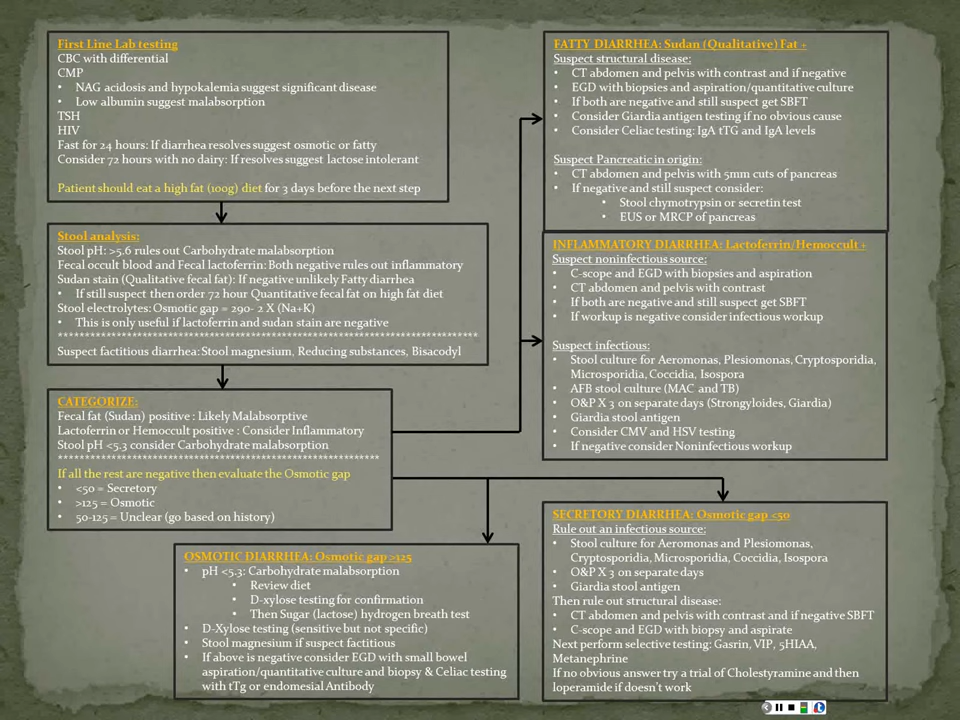 First Line Lab testing
CBC with differential
CMP
• NAG acidosis and hypokalemia suggest significant disease
• Low albumin suggest malabsorption
TSH
HIV
Fast for 24 hours: If diarrhea resolves suggest osmotic or fatty
Consider 72 hours with no dairy: If resolves suggest lactose intolerant
Patient should eat a high fat (100g) diet for 3 days before the next step
Stool analysis:
Stool pH: >5.6 rules out Carbohydrate malabsorption
Fecal occult blood and Fecal lactoferrin: Both negative rules out inflammatory
Sudan stain (Qualitative fecal fat): If negative unlikely Fatty diarrhea
• If still suspect then order 72 hour Quantitative fecal fat on high fat diet
Stool electrolytes: Osmotic gap = 290- 2 X (Na+K)
• This is only useful if lactoferrin and sudan stain are negative
*******************************************************************************
Suspect factitious diarrhea: Stool magnesium, Reducing substances, Bisacodyl
CATEGORIZE:
Fecal fat (Sudan) positive : Likely Malabsorptive
Lactoferrin or Hemoccult positive : Consider Inflammatory
Stool pH <5.3 consider Carbohydrate malabsorption
************************************************************
If all the rest are negative then evaluate the Osmotic gap
• <50 = Secretory
• >125 = Osmotic
• 50-125 = Unclear (go based on history)
OSMOTIC DIARRHEA: Osmotic gap >125
• pH <5.3: Carbohydrate malabsorption
• Review diet
• D-xylose testing for confirmation
• Then Sugar (lactose) hydrogen breath test
• D-Xylose testing (sensitive but not specific)
• Stool magnesium if suspect factitious
• If above is negative consider EGD with small bowel
aspiration/quantitative culture and biopsy & Celiac testing
with tTg or endomesial Antibody
FATTY DIARRHEA: Sudan (Qualitative) Fat +
Suspect structural disease:
• CT abdomen and pelvis with contrast and if negative
• EGD with biopsies and aspiration/quantitative culture
• If both are negative and still suspect get SBFT
• Consider Giardia antigen testing if no obvious cause
• Consider Celiac testing: IgA tTG and IgA levels
Suspect Pancreatic in origin:
• CT abdomen and pelvis with 5mm cuts of pancreas
• If negative and still suspect consider:
• Stool chymotrypsin or secretin test
• EUS or MRCP of pancreas
INFLAMMATORY DIARRHEA: Lactoferrin/Hemoccult +
Suspect noninfectious source:
• C-scope and EGD with biopsies and aspiration
• CT abdomen and pelvis with contrast
• If both are negative and still suspect get SBFT
• If workup is negative consider infectious workup
Suspect infectious:
• Stool culture for Aeromonas, Plesiomonas, Cryptosporidia,
Microsporidia, Coccidia, Isospora
• AFB stool culture (MAC and TB)
• O&P X 3 on separate days (Strongyloides, Giardia)
• Giardia stool antigen
• Consider CMV and HSV testing
• If negative consider Noninfectious workup
SECRETORY DIARRHEA: Osmotic gap <50
Rule out an infectious source:
• Stool culture for Aeromonas and Plesiomonas,
Cryptosporidia, Microsporidia, Coccidia, Isospora
• O&P X 3 on separate days
• Giardia stool antigen
Then rule out structural disease:
• CT abdomen and pelvis with contrast and if negative SBFT
• C-scope and EGD with biopsy and aspirate
Next perform selective testing: Gasrin, VIP, 5HIAA,
Metanephrine
If no obvious answer try a trial of Cholestyramine and then
loperamide if doesn't work